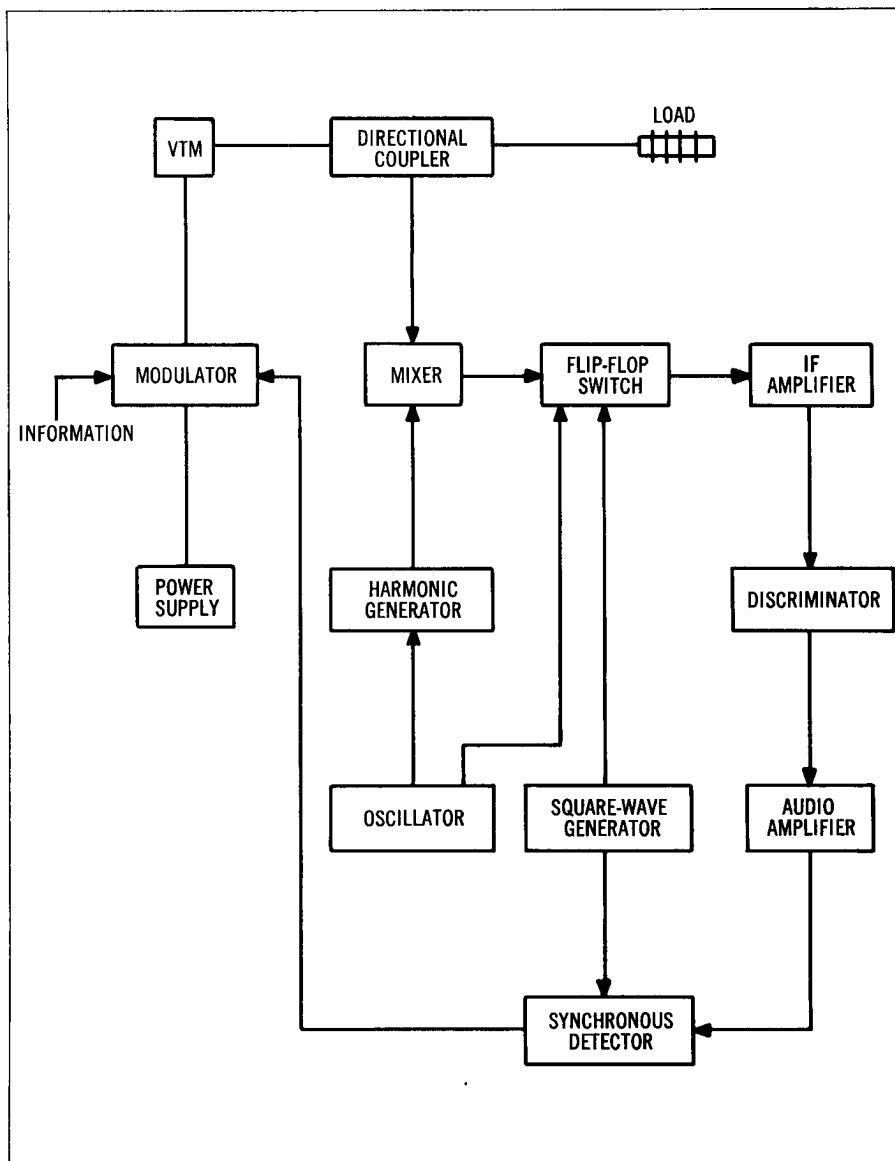 LOAD
VTM
DIRECTIONAL
COUPLER
MODULATOR
MIXER
FLIP-FLOP
SWITCH
IF
AMPLIFIER
INFORMATION
POWER
SUPPLY
HARMONIC
GENERATOR
DISCRIMINATOR
OSCILLATOR
SQUARE-WAVE
GENERATOR
AUDIO
AMPLIFIER
SYNCHRONOUS
DETECTOR